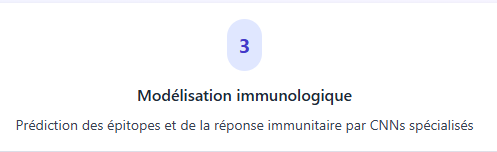 3
Modélisation immunologique
Prédiction des épitopes et de la réponse immunitaire par CNNs spécialisés